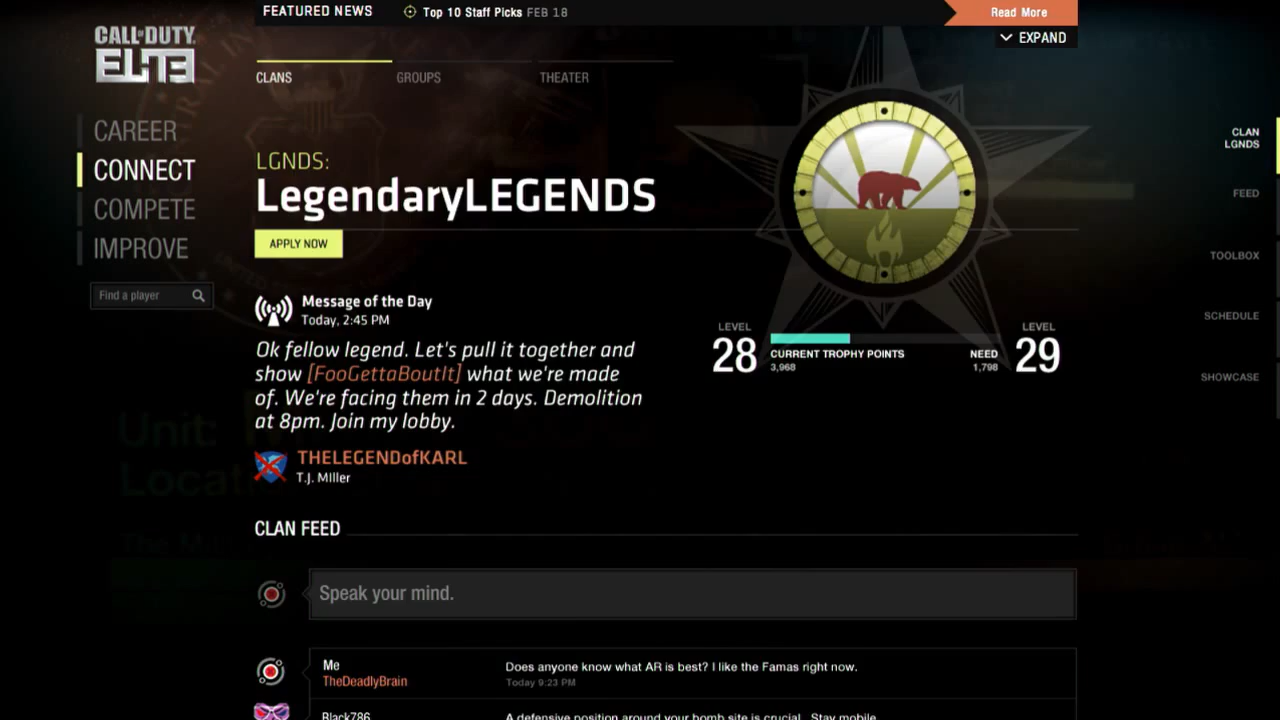 FEATURED NEWS
Top 10 Staff Picks FEB 18
Read More
EXPAND
CALL OF DUTY
ELITE
CLANS
GROUPS
THEATER
CAREER
CONNECT
COMPETE
IMPROVE
Find a player
LGNDS:
LegendaryLEGENDS
APPLY NOW
CLAN
LGNDS
FEED
TOOLBOX
SCHEDULE
SHOWCASE
Message of the Day
Today, 2:45 PM
Ok fellow legend. Let's pull it together and
show [FooGettaBoutIt] what we're made
of. We're facing them in 2 days. Demolition
at 8pm. Join my lobby.
THELEGENDofKARL
T.J. Miller
LEVEL
28
CURRENT TROPHY POINTS
3,968
NEED
1,798
LEVEL
29
CLAN FEED
Speak your mind.
Me
TheDeadlyBrain
Does anyone know what AR is best? I like the Famas right now.
Today 9:23 PM
Black786
A defensive position around your bomb site is crucial. Stay mobile
Unit: